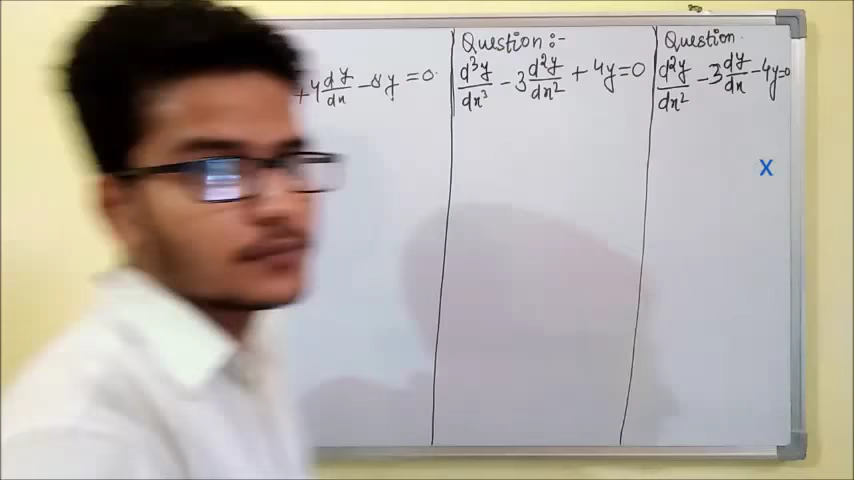 +4 dy/dx - 8y = 0
Question :-
d³y/dx³ - 3 d²y/dx² + 4y = 0
Question.
d²y/dx² - 3 dy/dx - 4y = 0
x